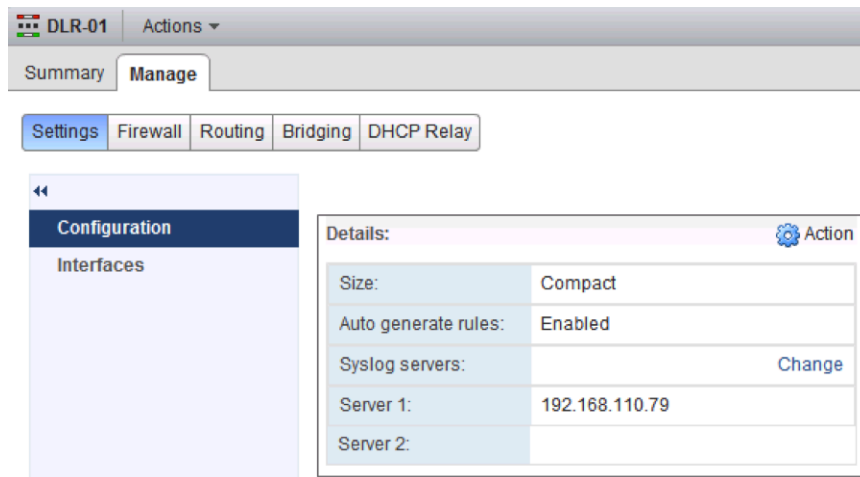 DLR-01 Actions
Summary Manage
Settings Firewall Routing Bridging DHCP Relay
Configuration
Interfaces
Details: Action
Size: Compact
Auto generate rules: Enabled
Syslog servers: Change
Server 1: 192.168.110.79
Server 2: